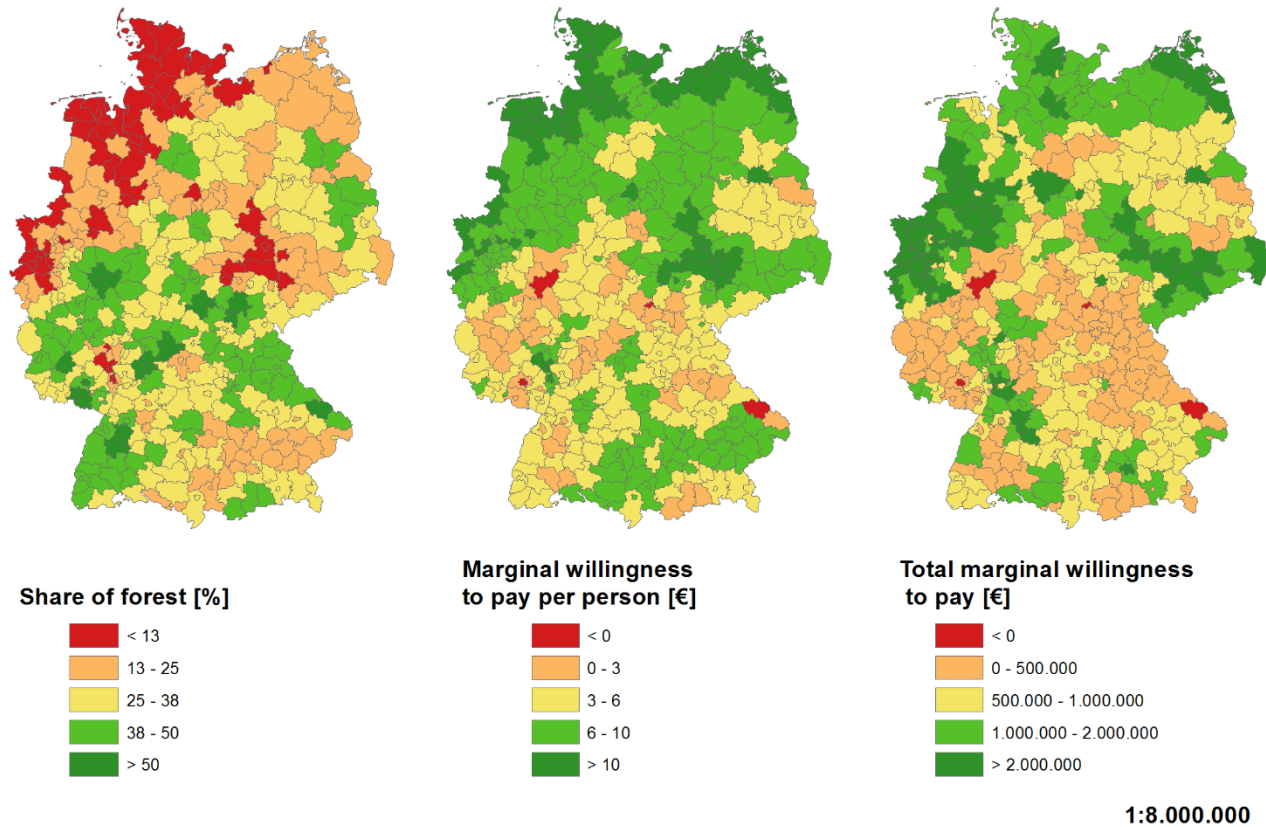 Share of forest [%]
< 13
13 - 25
25 - 38
38 - 50
> 50
Marginal willingness
to pay per person [€]
< 0
0 - 3
3 - 6
6 - 10
> 10
Total marginal willingness
to pay [€]
< 0
0 - 500.000
500.000 - 1.000.000
1.000.000 - 2.000.000
> 2.000.000
1:8.000.000